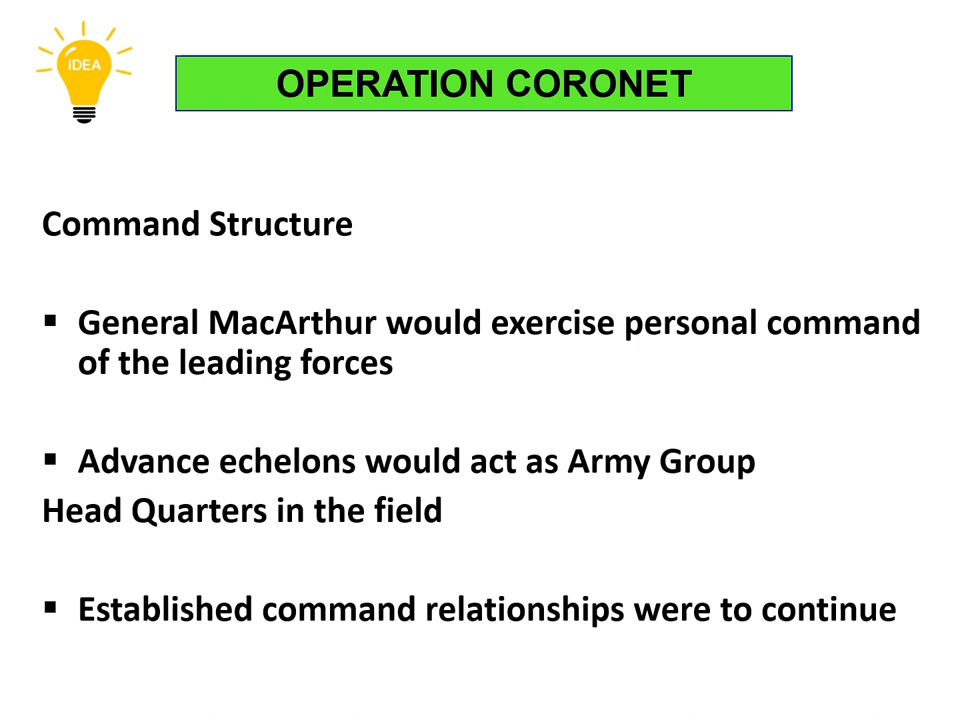 IDEA
OPERATION CORONET
Command Structure
▪ General MacArthur would exercise personal command
of the leading forces
▪ Advance echelons would act as Army Group
Head Quarters in the field
▪ Established command relationships were to continue